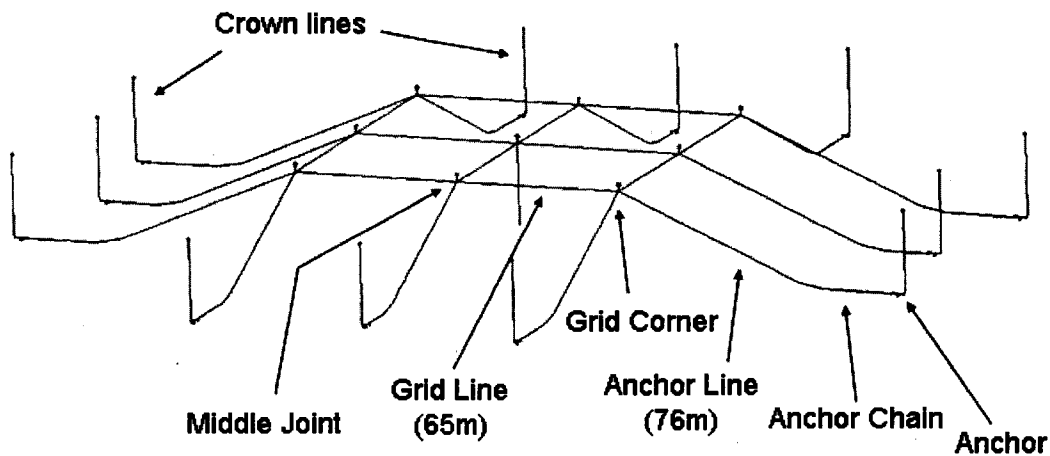 Crown lines
Grid Corner
Grid Line
(65m)
Anchor Line
(76m)
Middle Joint
Anchor Chain
Anchor